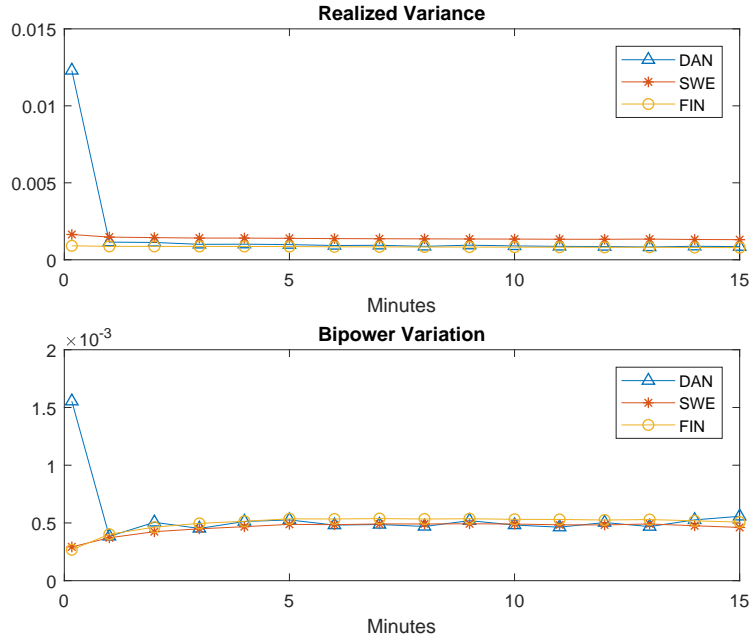 Realized Variance
0.015
0.01
0.005
0
0
5
10
15
Minutes
DAN
SWE
FIN
Bipower Variation
×10⁻³
2
1.5
1
0.5
0
0
5
10
15
Minutes
DAN
SWE
FIN